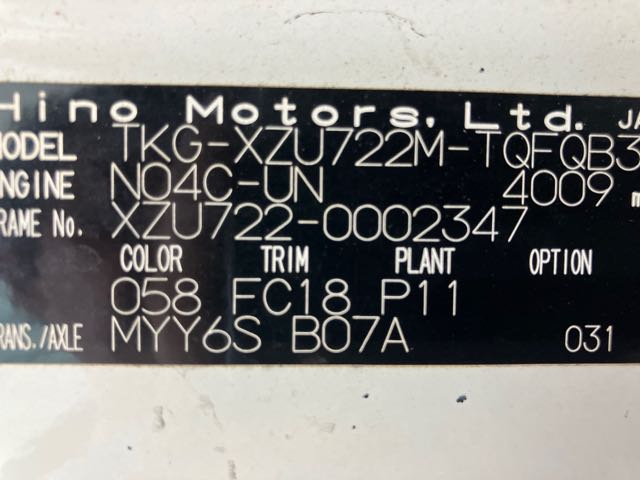 Hino Motors, Ltd. JA
MODEL TKG-XZU722M-TQFQB3
ENGINE N04C-UN 4009 m
FRAME No. XZU722-0002347
COLOR TRIM PLANT OPTION
058 FC18 P11
TRANS./AXLE MYY6S B07A 031